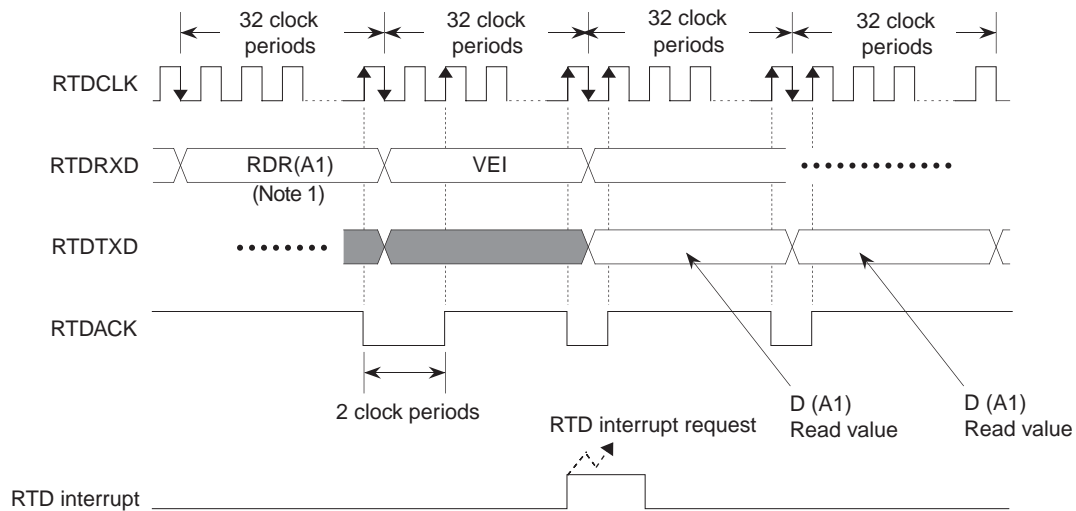 32 clock
periods
32 clock
periods
32 clock
periods
32 clock
periods
RTDCLK
RTDRXD
RDR(A1)
(Note 1)
VEI
RTDTXD
RTDACK
2 clock periods
D (A1)
Read value
D (A1)
Read value
RTD interrupt request
RTD interrupt